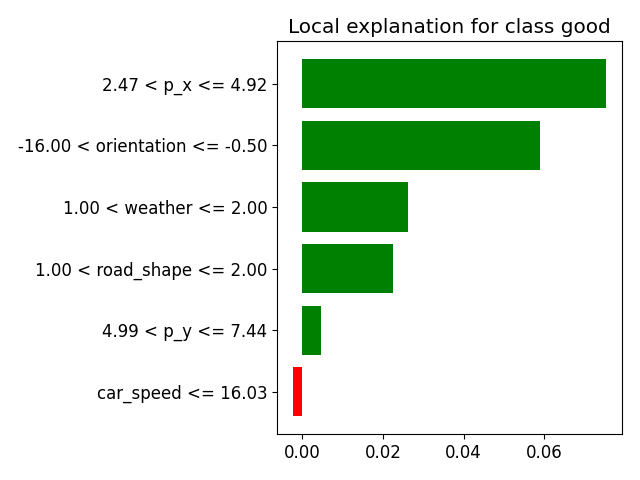 Local explanation for class good
2.47 < p_x <= 4.92
-16.00 < orientation <= -0.50
1.00 < weather <= 2.00
1.00 < road_shape <= 2.00
4.99 < p_y <= 7.44
car_speed <= 16.03
0.00 0.02 0.04 0.06